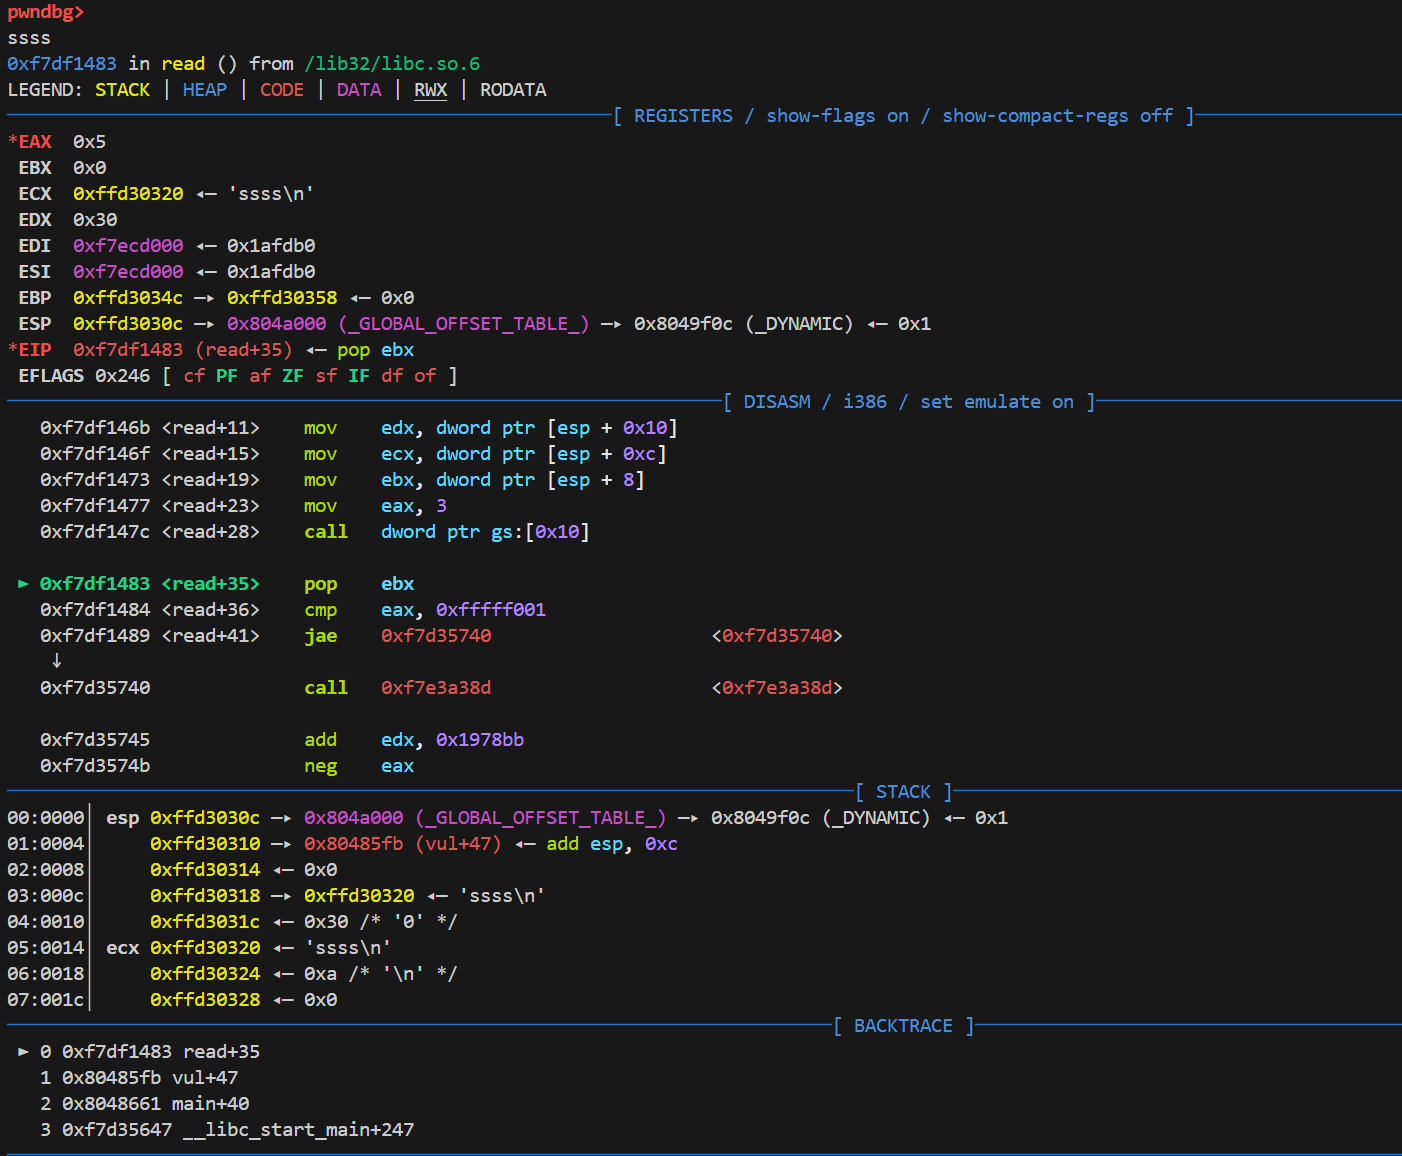 pwndbg>
ssss
0xf7df1483 in read () from /lib32/libc.so.6
LEGEND: STACK | HEAP | CODE | DATA | RWX | RODATA
[ REGISTERS / show-flags on / show-compact-regs off ]
*EAX  0x5
 EBX  0x0
 ECX  0xffd30320 ◂— 'ssss\n'
 EDX  0x30
 EDI  0xf7ecd000 ◂— 0x1afdb0
 ESI  0xf7ecd000 ◂— 0x1afdb0
 EBP  0xffd3034c —▸ 0xffd30358 ◂— 0x0
 ESP  0xffd3030c —▸ 0x804a000 (_GLOBAL_OFFSET_TABLE_) —▸ 0x8049f0c (_DYNAMIC) ◂— 0x1
*EIP  0xf7df1483 (read+35) ◂— pop ebx
 EFLAGS 0x246 [ cf PF af ZF sf IF df of ]
[ DISASM / i386 / set emulate on ]
   0xf7df146b <read+11>    mov    edx, dword ptr [esp + 0x10]
   0xf7df146f <read+15>    mov    ecx, dword ptr [esp + 0xc]
   0xf7df1473 <read+19>    mov    ebx, dword ptr [esp + 8]
   0xf7df1477 <read+23>    mov    eax, 3
   0xf7df147c <read+28>    call   dword ptr gs:[0x10]
 ► 0xf7df1483 <read+35>    pop    ebx
   0xf7df1484 <read+36>    cmp    eax, 0xfffff001
   0xf7df1489 <read+41>    jae    0xf7d35740                    <0xf7d35740>
    ↓
   0xf7d35740              call   0xf7e3a38d                    <0xf7e3a38d>
   0xf7d35745              add    edx, 0x1978bb
   0xf7d3574b              neg    eax
[ STACK ]
00:0000│ esp 0xffd3030c —▸ 0x804a000 (_GLOBAL_OFFSET_TABLE_) —▸ 0x8049f0c (_DYNAMIC) ◂— 0x1
01:0004│     0xffd30310 —▸ 0x80485fb (vul+47) ◂— add esp, 0xc
02:0008│     0xffd30314 ◂— 0x0
03:000c│     0xffd30318 —▸ 0xffd30320 ◂— 'ssss\n'
04:0010│     0xffd3031c ◂— 0x30 /* '0' */
05:0014│ ecx 0xffd30320 ◂— 'ssss\n'
06:0018│     0xffd30324 ◂— 0xa /* '\n' */
07:001c│     0xffd30328 ◂— 0x0
[ BACKTRACE ]
 ► 0 0xf7df1483 read+35
   1 0x80485fb vul+47
   2 0x8048661 main+40
   3 0xf7d35647 __libc_start_main+247